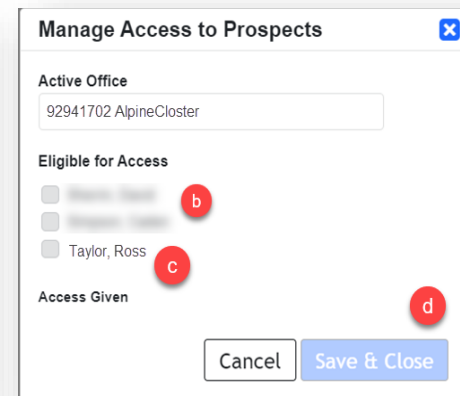 Manage Access to Prospects
Active Office
92941702 AlpineCloster
Eligible for Access
b
Taylor, Ross
c
Access Given
d
Cancel Save & Close